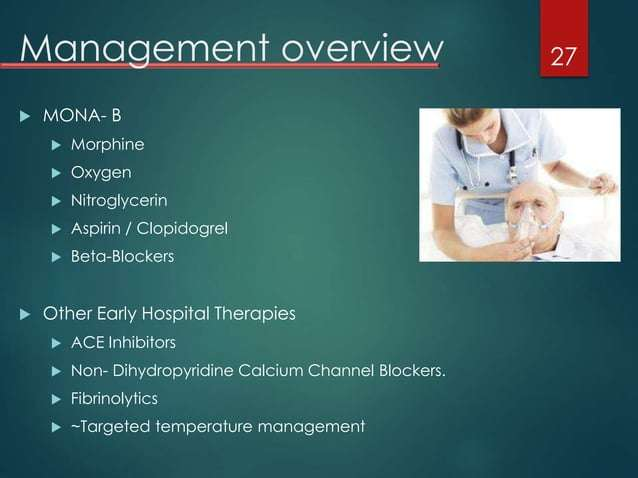 Management overview
27
MONA- B
Morphine
Oxygen
Nitroglycerin
Aspirin / Clopidogrel
Beta-Blockers
Other Early Hospital Therapies
ACE Inhibitors
Non- Dihydropyridine Calcium Channel Blockers.
Fibrinolytics
~Targeted temperature management